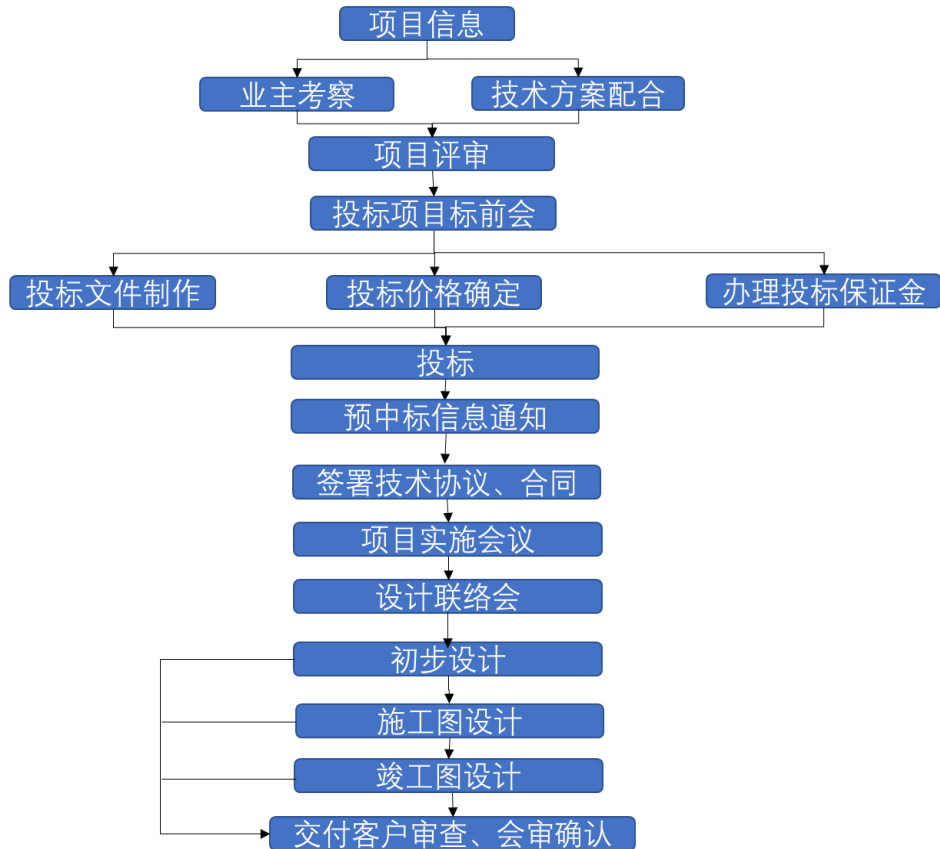 项目信息
业主考察
技术方案配合
项目评审
投标项目标前会
投标文件制作
投标价格确定
办理投标保证金
投标
预中标信息通知
签署技术协议、合同
项目实施会议
设计联络会
初步设计
施工图设计
竣工图设计
交付客户审查、会审确认